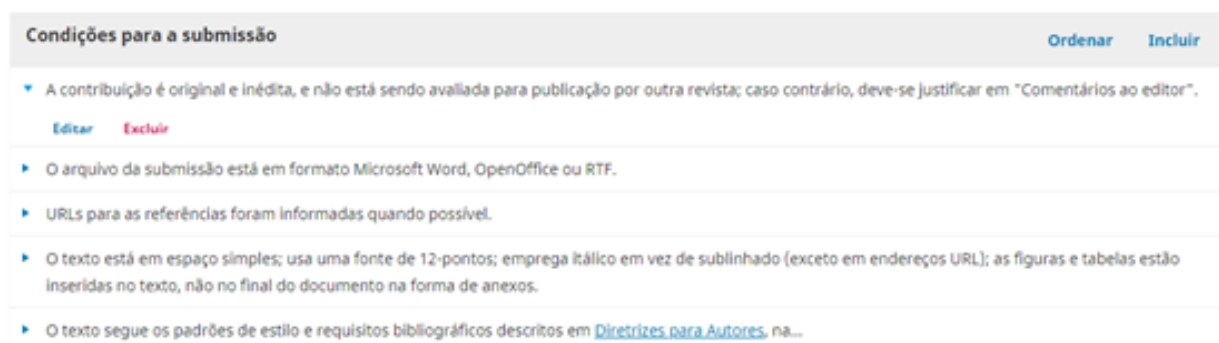 Condições para a submissão
Ordenar Incluir
A contribuição é original e inédita, e não está sendo avaliada para publicação por outra revista; caso contrário, deve-se justificar em "Comentários ao editor".
Editar Excluir
O arquivo da submissão está em formato Microsoft Word, OpenOffice ou RTF.
URLs para as referências foram informadas quando possível.
O texto está em espaço simples; usa uma fonte de 12-pontos; emprega itálico em vez de sublinhado (exceto em endereços URL); as figuras e tabelas estão
inseridas no texto, não no final do documento na forma de anexos.
O texto segue os padrões de estilo e requisitos bibliográficos descritos em Diretrizes para Autores, na...